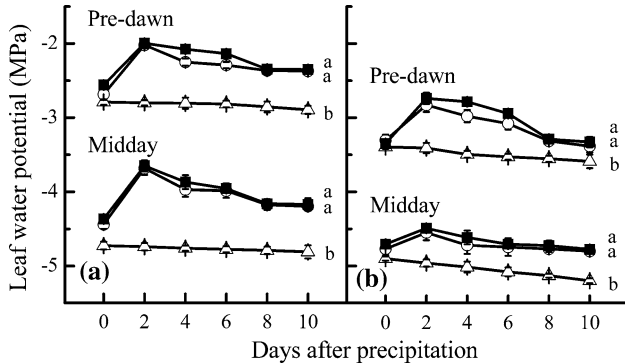 Leaf water potential (MPa)
-2
-3
-4
-5
Pre-dawn
a
a
b
Midday
a
a
b
(a)
0 2 4 6 8 10
Pre-dawn
a
a
b
Midday
a
a
b
(b)
0 2 4 6 8 10
Days after precipitation